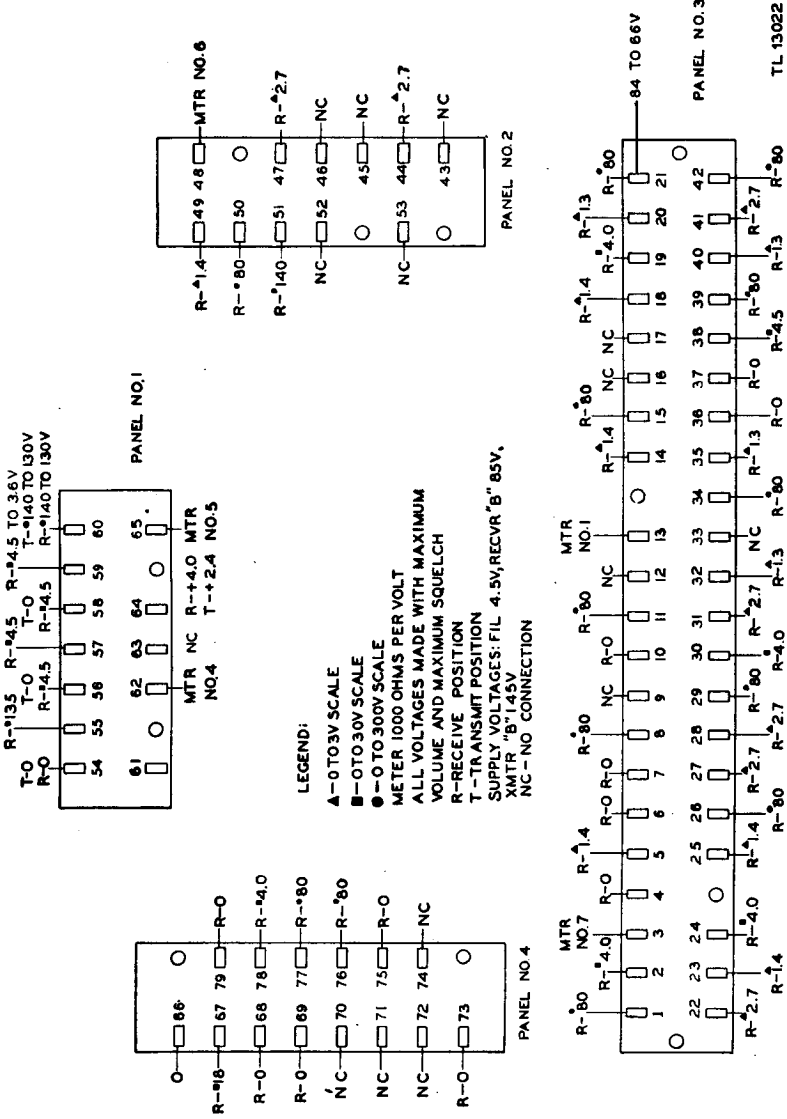 T-O R-■135 T-O R-■4.5 T-O R-■4.5 TO 3.6V T-●140 TO 130V
R-O R-■4.5 R-■4.5 R-●140 TO 130V
54 55 56 57 58 59 60
61 62 63 64 65
MTR NC R-+4.0 MTR
NO.4 T-+2.4 NO.5
PANEL NO.1
R-▲1.4 49 48 MTR NO.6
R-●80 50
R-●140 51 47 R-▲2.7
NC 52 46 NC
45 NC
NC 53 44 R-▲2.7
43 NC
PANEL NO.2
LEGEND:
▲-0 TO 3V SCALE
■-0 TO 30V SCALE
●-0 TO 300V SCALE
METER 1000 OHMS PER VOLT
ALL VOLTAGES MADE WITH MAXIMUM
VOLUME AND MAXIMUM SQUELCH
R-RECEIVE POSITION
T-TRANSMIT POSITION
SUPPLY VOLTAGES: FIL 4.5V, RECVR "B" 85V,
XMTR "B" 145V
NC-NO CONNECTION
O 66
R-■18 67 79 R-O
R-O 68 78 R-■4.0
R-O 69 77 R-●80
NC 70 76 R-●80
NC 71 75 R-O
NC 72 74 NC
R-O 73
PANEL NO.4
R-●80 R-■4.0 MTR NO.7 R-O R-▲1.4 R-O R-O R-●80 NC R-O R-●80 NC MTR NO.1 R-▲1.4 R-●80 NC NC R-▲1.4 R-■4.0 R-▲1.3 R-●80
84 TO 66V
1 2 3 4 5 6 7 8 9 10 11 12 13 14 15 16 17 18 19 20 21
22 23 24 25 26 27 28 29 30 31 32 33 34 35 36 37 38 39 40 41 42
R-▲2.7 R-▲1.4 R-■4.0 R-▲1.4 R-●80 R-▲2.7 R-▲2.7 R-●80 R-■4.0 R-▲2.7 R-▲1.3 NC R-●80 R-▲1.3 R-O R-O R-■4.5 R-●80 R-▲1.3 R-▲2.7 R-●80
PANEL NO.3
TL 13022